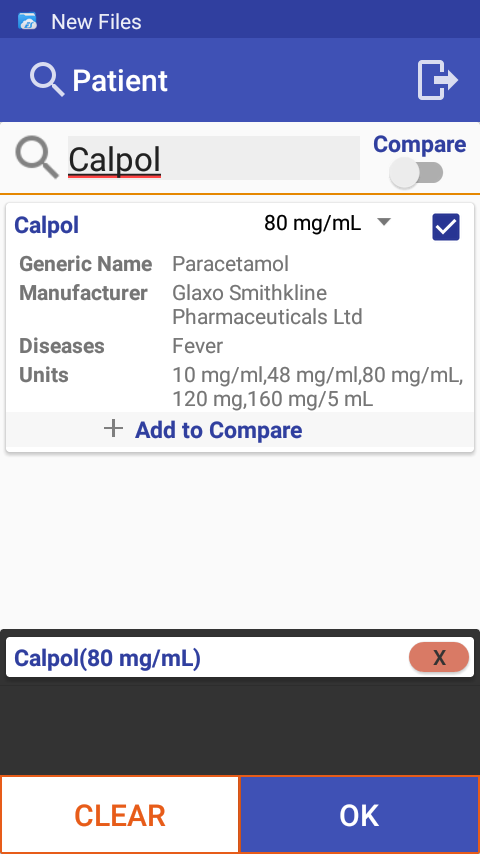 New Files
Patient
Calpol
Compare
Calpol 80 mg/mL
Generic Name Paracetamol
Manufacturer Glaxo Smithkline
Pharmaceuticals Ltd
Diseases Fever
Units 10 mg/ml,48 mg/ml,80 mg/mL,
120 mg,160 mg/5 mL
+ Add to Compare
Calpol(80 mg/mL) X
CLEAR OK